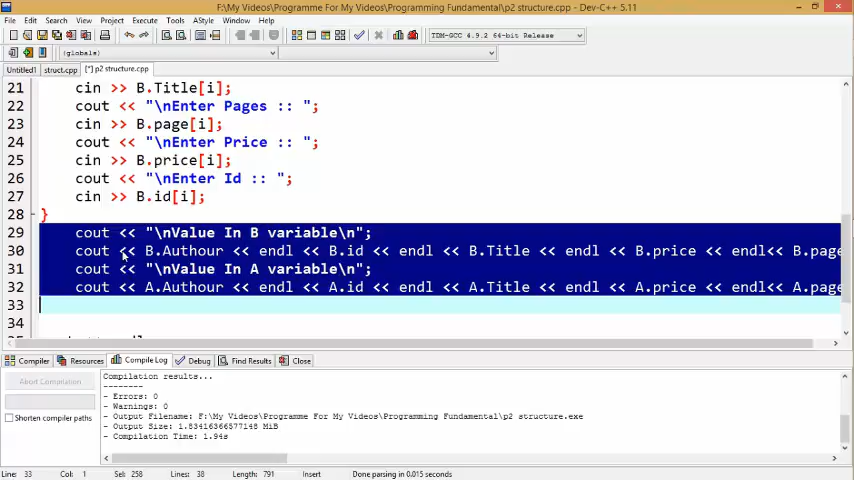 F:\My Videos\Programme For My Videos\Programming Fundamental\p2 structure.cpp - Dev-C++ 5.11
File Edit Search View Project Execute Tools AStyle Window Help
TDM-GCC 4.9.2 64-bit Release
(globals)
Untitled1 struct.cpp [*] p2 structure.cpp
21 cin >> B.Title[i];
22 cout << "\nEnter Pages :: ";
23 cin >> B.page[i];
24 cout << "\nEnter Price :: ";
25 cin >> B.price[i];
26 cout << "\nEnter Id :: ";
27 cin >> B.id[i];
28 }
29 cout << "\nValue In B variable\n";
30 cout << B.Authour << endl << B.id << endl << B.Title << endl << B.price << endl<< B.page
31 cout << "\nValue In A variable\n";
32 cout << A.Authour << endl << A.id << endl << A.Title << endl << A.price << endl<< A.page
33
34
Compiler Resources Compile Log Debug Find Results Close
Abort Compilation
Shorten compiler paths
Compilation results...
--------
- Errors: 0
- Warnings: 0
- Output Filename: F:\My Videos\Programme For My Videos\Programming Fundamental\p2 structure.exe
- Output Size: 1.83416366577148 MiB
- Compilation Time: 1.94s
Line: 33 Col: 1 Sel: 258 Lines: 38 Length: 791 Insert Done parsing in 0.015 seconds